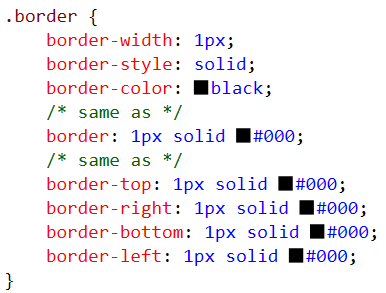 .border {
    border-width: 1px;
    border-style: solid;
    border-color: black;
    /* same as */
    border: 1px solid #000;
    /* same as */
    border-top: 1px solid #000;
    border-right: 1px solid #000;
    border-bottom: 1px solid #000;
    border-left: 1px solid #000;
}